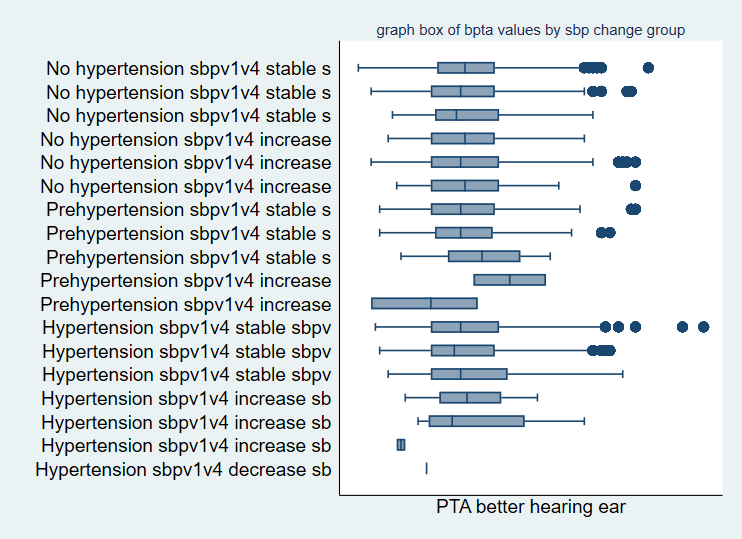 graph box of bpta values by sbp change group
No hypertension sbpv1v4 stable s
No hypertension sbpv1v4 stable s
No hypertension sbpv1v4 stable s
No hypertension sbpv1v4 increase
No hypertension sbpv1v4 increase
No hypertension sbpv1v4 increase
Prehypertension sbpv1v4 stable s
Prehypertension sbpv1v4 stable s
Prehypertension sbpv1v4 stable s
Prehypertension sbpv1v4 increase
Prehypertension sbpv1v4 increase
Hypertension sbpv1v4 stable sbpv
Hypertension sbpv1v4 stable sbpv
Hypertension sbpv1v4 stable sbpv
Hypertension sbpv1v4 increase sb
Hypertension sbpv1v4 increase sb
Hypertension sbpv1v4 increase sb
Hypertension sbpv1v4 decrease sb
PTA better hearing ear